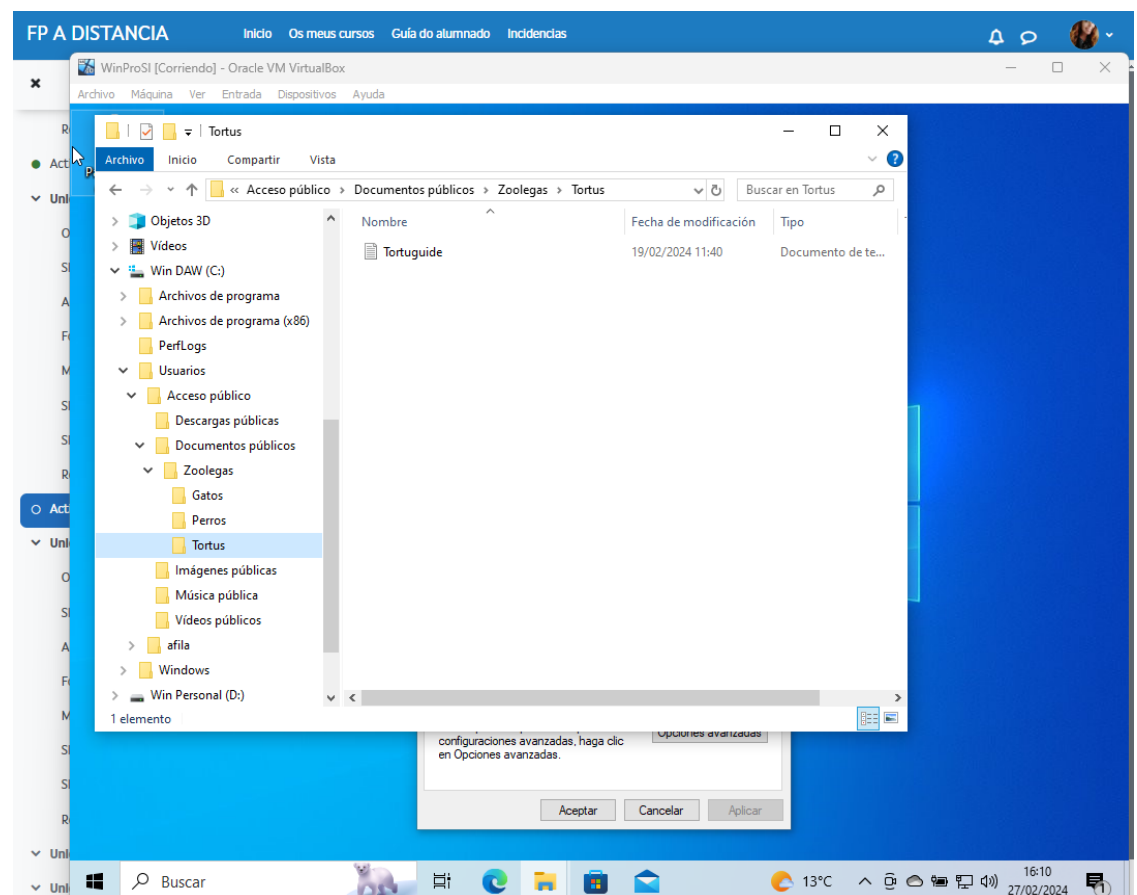 FP A DISTANCIA Inicio Os meus cursos Guía do alumnado Incidencias
WinProSI [Corriendo] - Oracle VM VirtualBox
Archivo Máquina Ver Entrada Dispositivos Ayuda
Tortus
Archivo Inicio Compartir Vista
« Acceso público > Documentos públicos > Zoolegas > Tortus
Buscar en Tortus
Nombre Fecha de modificación Tipo
Tortuguide 19/02/2024 11:40 Documento de te...
Objetos 3D
Vídeos
Win DAW (C:)
Archivos de programa
Archivos de programa (x86)
PerfLogs
Usuarios
Acceso público
Descargas públicas
Documentos públicos
Zoolegas
Gatos
Perros
Tortus
Imágenes públicas
Música pública
Vídeos públicos
afila
Windows
Win Personal (D:)
1 elemento
configuraciones avanzadas, haga clic
en Opciones avanzadas.
Opciones avanzadas
Aceptar Cancelar Aplicar
Buscar
13°C
16:10
27/02/2024